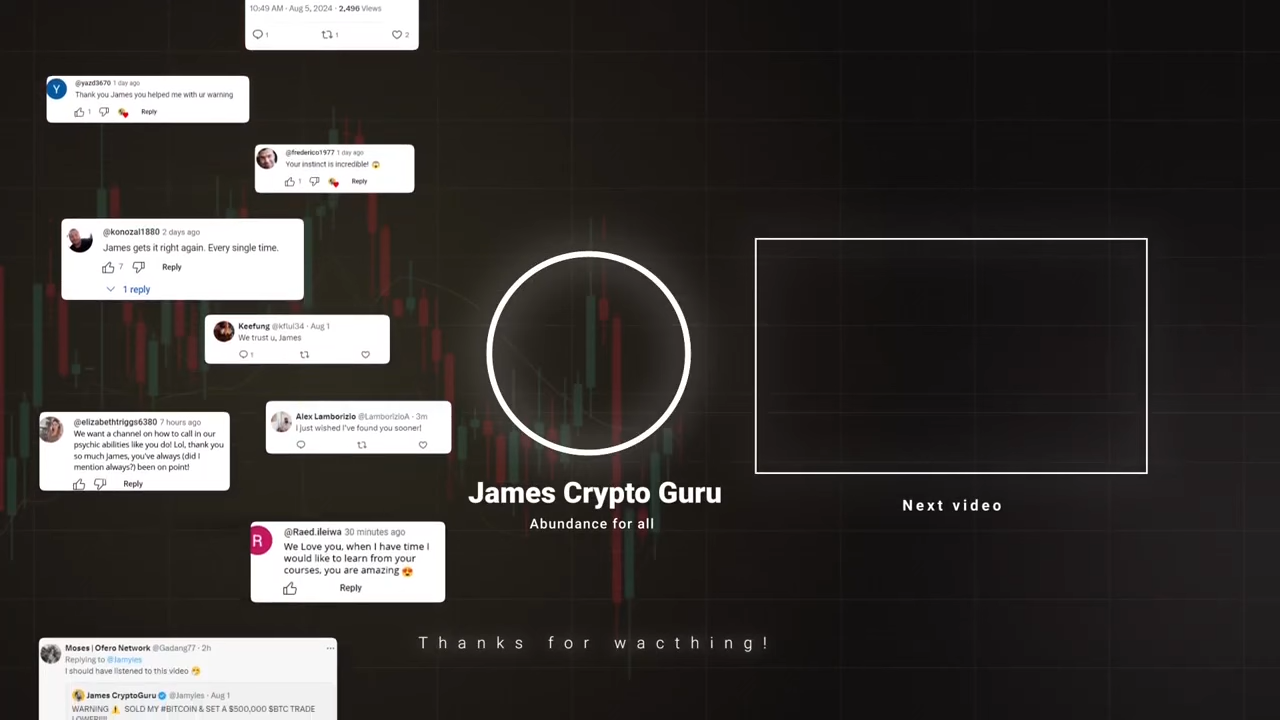 10:49 AM · Aug 5, 2024 · 2,496 Views
1 1 2
Y
@yazd3670 1 day ago
Thank you James you helped me with ur warning
1 Reply
@frederico1977 1 day ago
Your instinct is incredible! 😱
1 Reply
@konozal1880 2 days ago
James gets it right again. Every single time.
7 Reply
1 reply
Keefung @kflul34 · Aug 1
We trust u, James
1
Alex Lamborizio @LamborizioA · 3m
I just wished I've found you sooner!
@elizabethtriggs6380 7 hours ago
We want a channel on how to call in our
psychic abilities like you do! Lol, thank you
so much James, you've always (did I
mention always?) been on point!
Reply
R
@Raed.ileiwa 30 minutes ago
We Love you, when I have time I
would like to learn from your
courses, you are amazing 😍
Reply
Moses | Ofero Network @Gadang77 · 2h
Replying to @Jamyies
I should have listened to this video
James CryptoGuru @Jamyies · Aug 1
WARNING ⚠️ SOLD MY #BITCOIN & SET A $500,000 $BTC TRADE
LOWER!!!!
James Crypto Guru
Abundance for all
Next video
Thanks for wacthing!